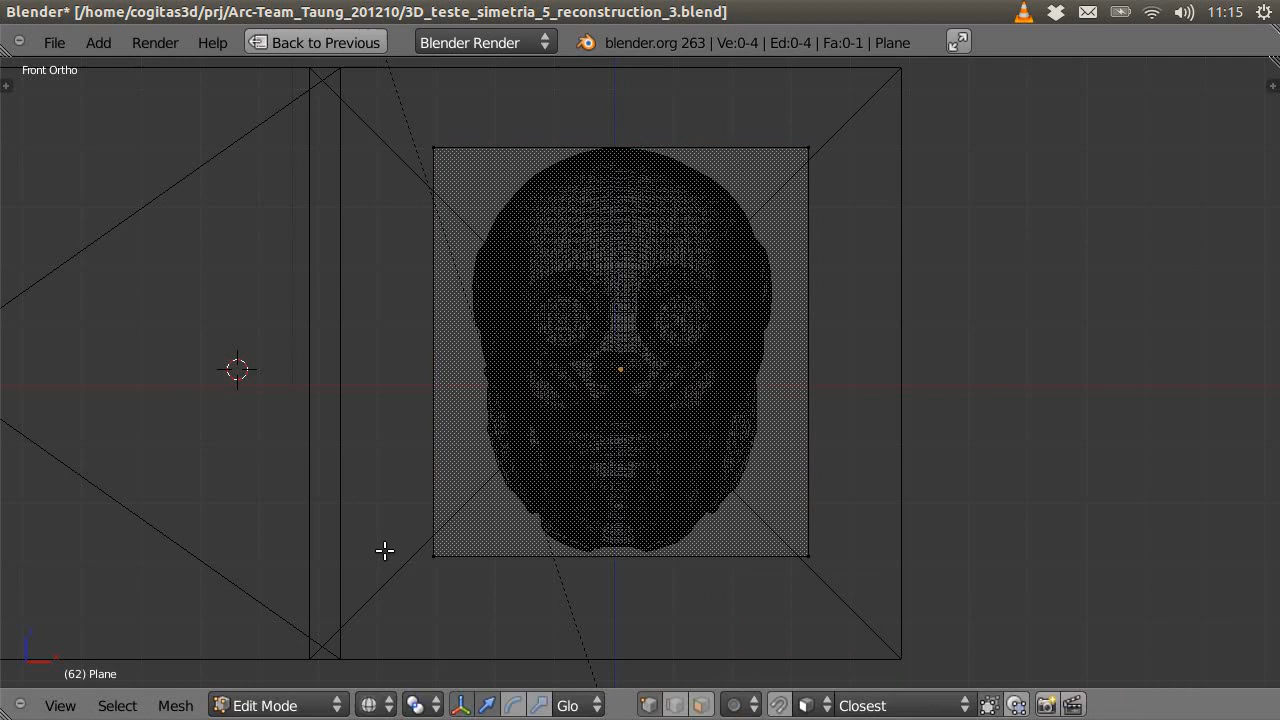 Blender* [/home/cogitas3d/prj/Arc-Team_Taung_201210/3D_teste_simetria_5_reconstruction_3.blend]
11:15
File Add Render Help Back to Previous Blender Render blender.org 263 | Ve:0-4 | Ed:0-4 | Fa:0-1 | Plane
Front Ortho
(62) Plane
View Select Mesh Edit Mode Glo Closest